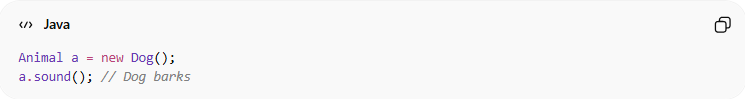 </> Java
Animal a = new Dog();
a.sound(); // Dog barks